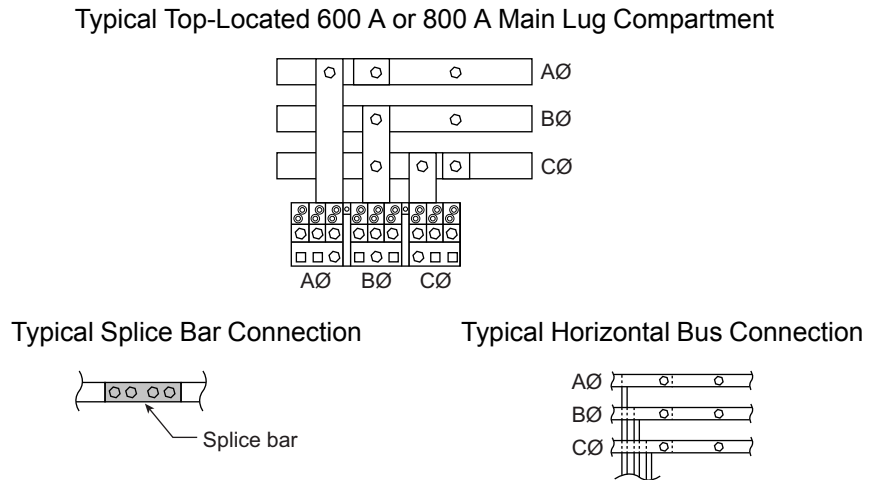 Typical Top-Located 600 A or 800 A Main Lug Compartment
AØ
BØ
CØ
AØ BØ CØ
Typical Splice Bar Connection
Splice bar
Typical Horizontal Bus Connection
AØ
BØ
CØ